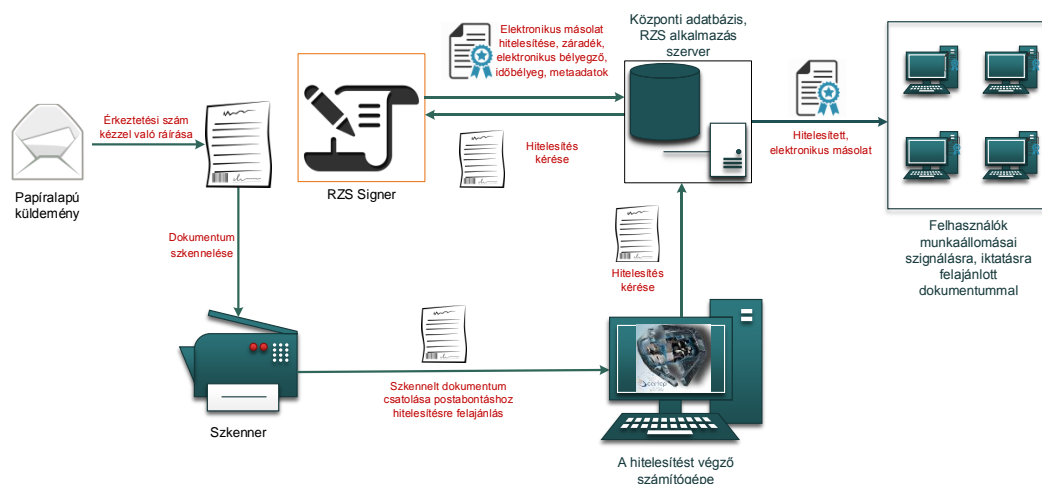 Elektronikus másolat
hitelesítése, záradék,
elektronikus bélyegző,
időbélyeg, metaadatok
Központi adatbázis,
RZS alkalmazás
szerver
Érkeztetési szám
kézzel való ráírása
Hitelesítés
kérése
Hitelesített,
elektronikus másolat
Papíralapú
küldemény
RZS Signer
Dokumentum
szkennelése
Hitelesítés
kérése
Felhasználók
munkaállomásai
szignálásra, iktatásra
felajánlott
dokumentummal
Szkennelt dokumentum
csatolása postabontáshoz
hitelesítésre felajánlás
Szkenner
A hitelesítést végző
számítógépe